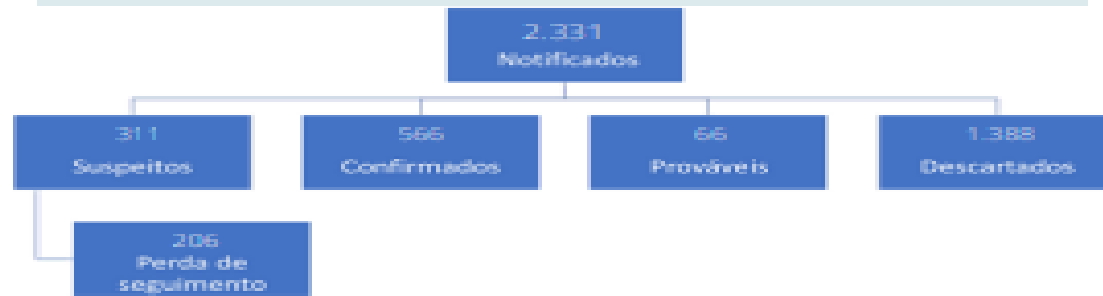 2.331
Notificados
311
Suspeitos
566
Confirmados
66
Prováveis
1.388
Descartados
206
Perda de
seguimento